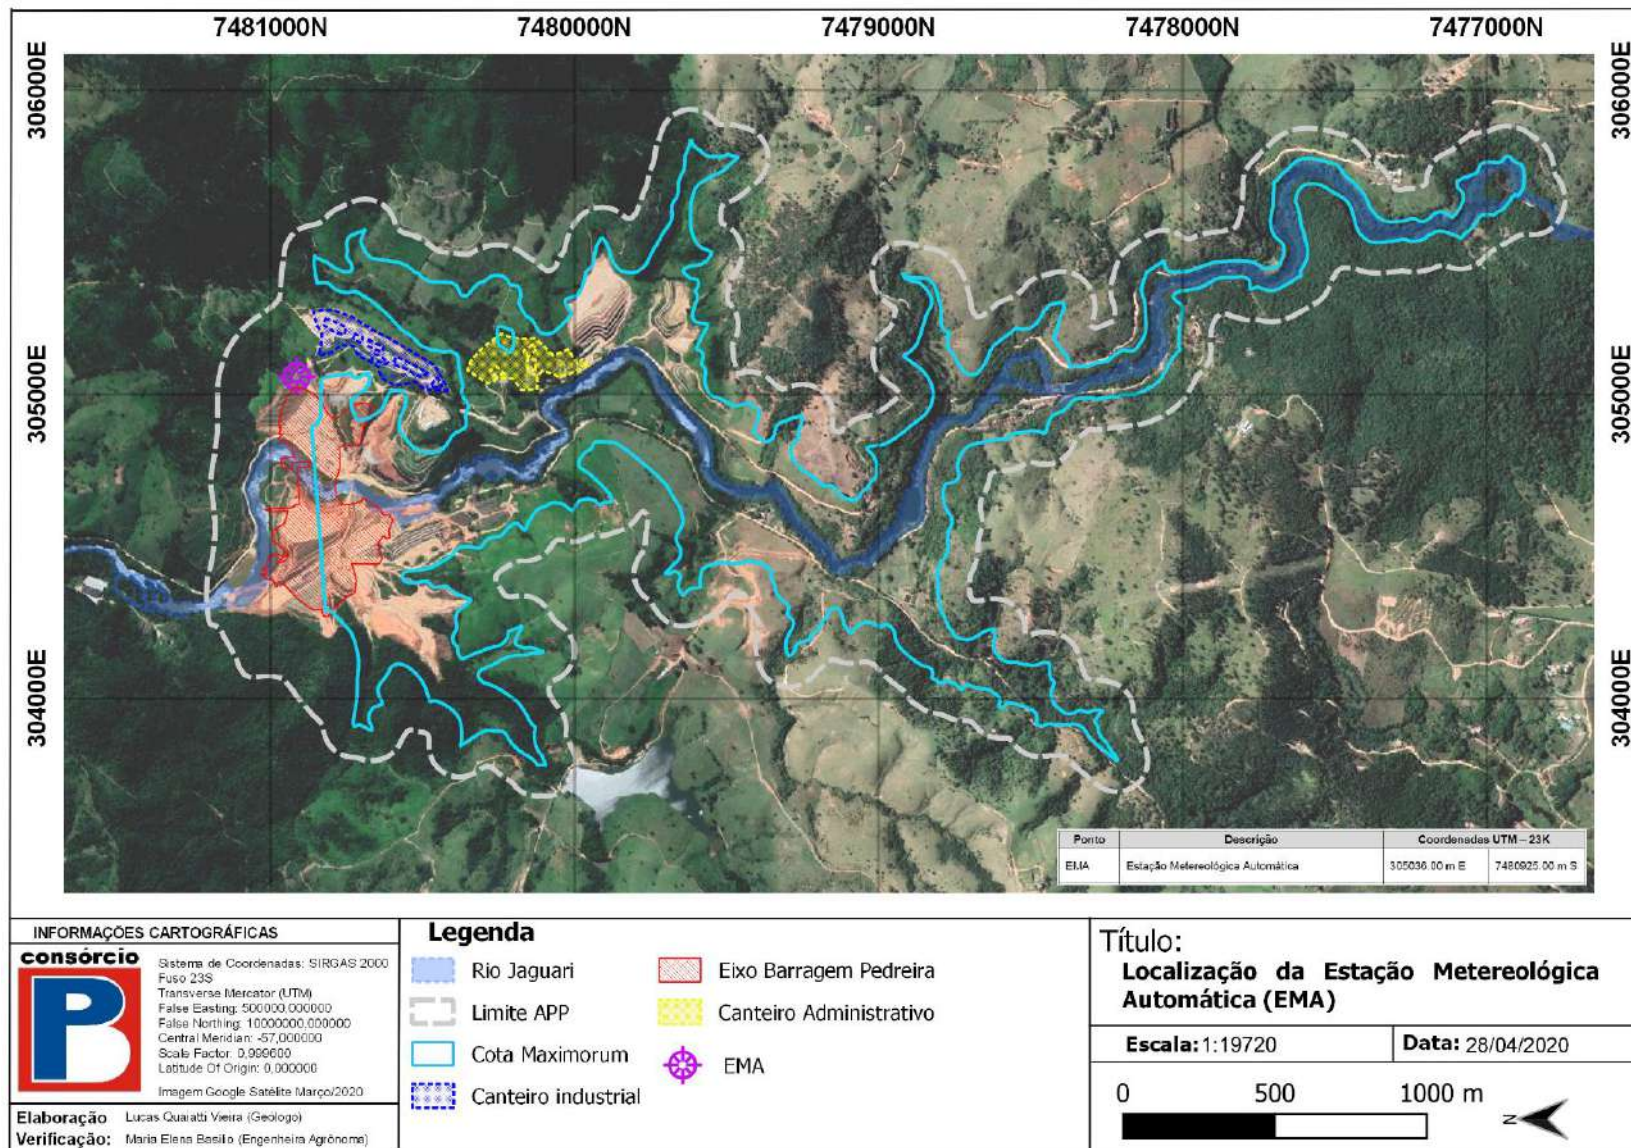 7481000N 7480000N 7479000N 7478000N 7477000N
306000E 306000E
305000E 305000E
304000E 304000E
Ponto Descrição Coordenadas UTM – 23K
EMA Estação Metereológica Automática 305036.00 m E 7480925.00 m S
INFORMAÇÕES CARTOGRÁFICAS
consórcio
PB
Sistema de Coordenadas: SIRGAS 2000
Fuso 23S
Transverse Mercator (UTM)
False Easting: 500000,000000
False Northing: 10000000,000000
Central Meridian: -57,000000
Scale Factor: 0,999600
Latitude Of Origin: 0,000000
Imagem Google Satélite Março/2020
Elaboração Lucas Quaiatti Vieira (Geólogo)
Verificação: Maria Elena Basilio (Engenheira Agrônoma)
Legenda
Rio Jaguari
Limite APP
Cota Maximorum
Canteiro industrial
Eixo Barragem Pedreira
Canteiro Administrativo
EMA
Título:
Localização da Estação Metereológica
Automática (EMA)
Escala: 1:19720
Data: 28/04/2020
0 500 1000 m
N